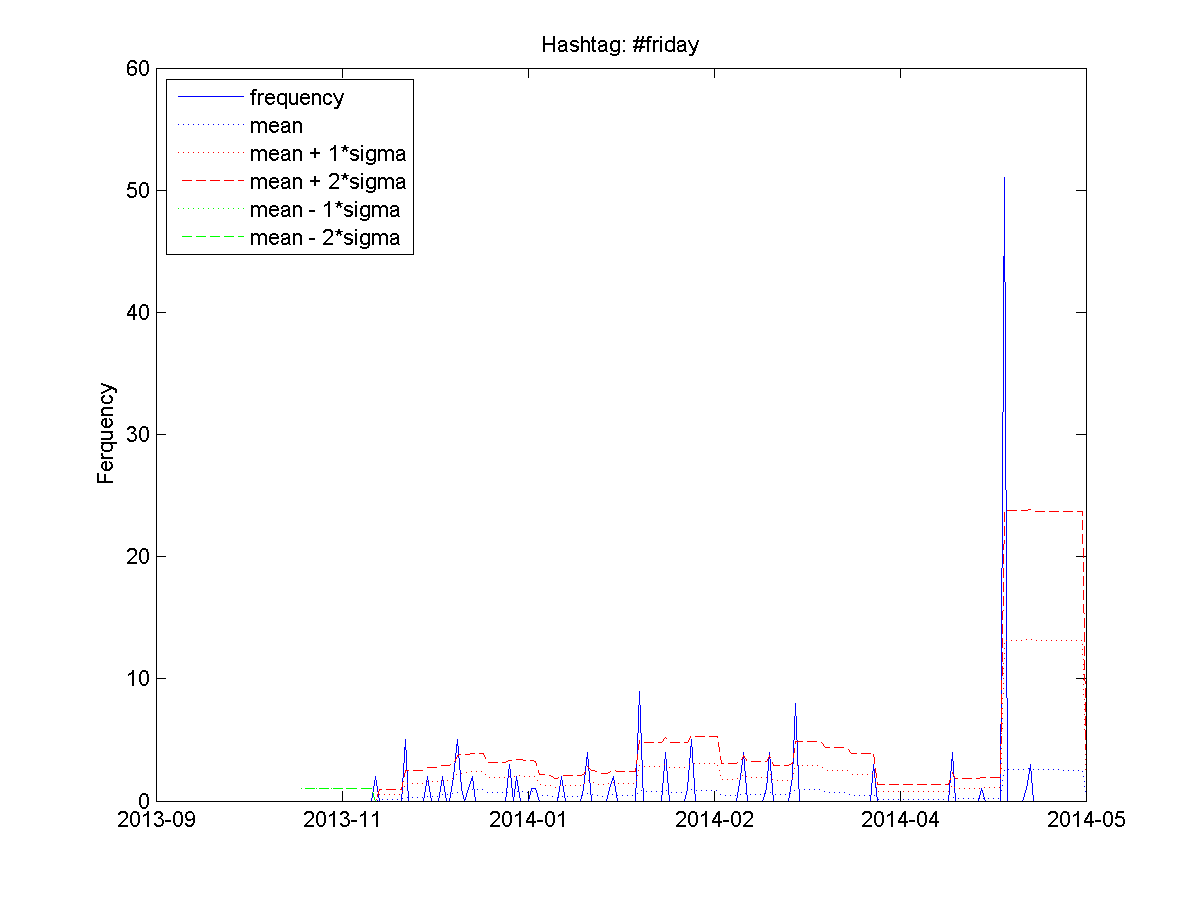 Hashtag: #friday
60
50
40
30
20
10
0
Ferquency
frequency
mean
mean + 1*sigma
mean + 2*sigma
mean - 1*sigma
mean - 2*sigma
2013-09 2013-11 2014-01 2014-02 2014-04 2014-05